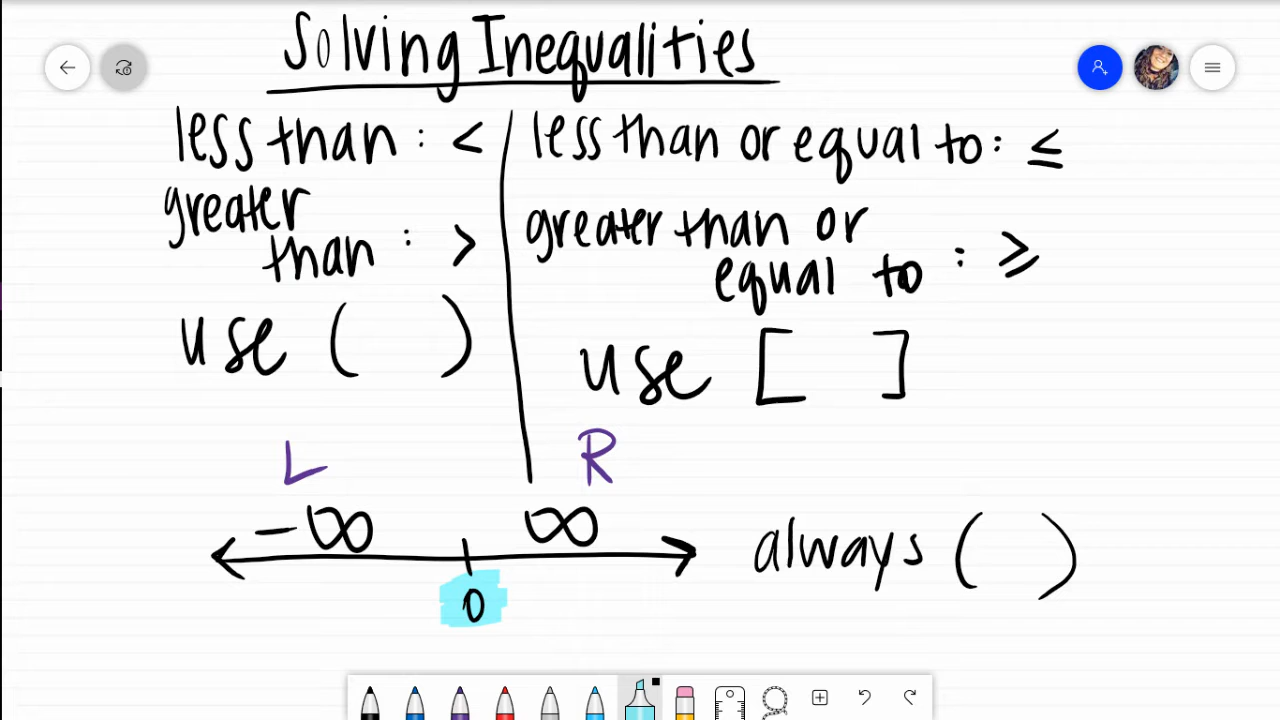 Solving Inequalities
less than : <
greater
than : >
use ( )
less than or equal to : ≤
greater than or
equal to : ≥
use [ ]
L R
-∞ ∞
always ( )
0